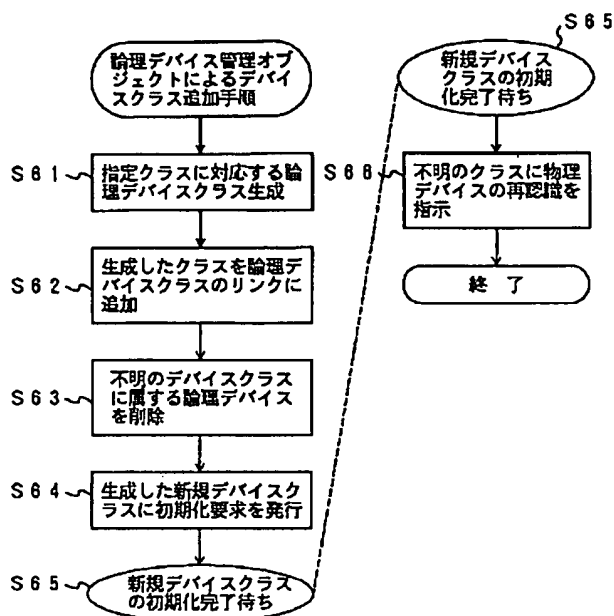 論理デバイス管理オブ
ジェクトによるデバイ
スクラス追加手順
S61
指定クラスに対応する論
理デバイスクラス生成
S62
生成したクラスを論理デ
バイスクラスのリンクに
追加
S63
不明のデバイスクラス
に属する論理デバイス
を削除
S64
生成した新規デバイスク
ラスに初期化要求を発行
S65
新規デバイスクラス
の初期化完了待ち
S65
新規デバイス
クラスの初期
化完了待ち
S66
不明のクラスに物理
デバイスの再認識を
指示
終了